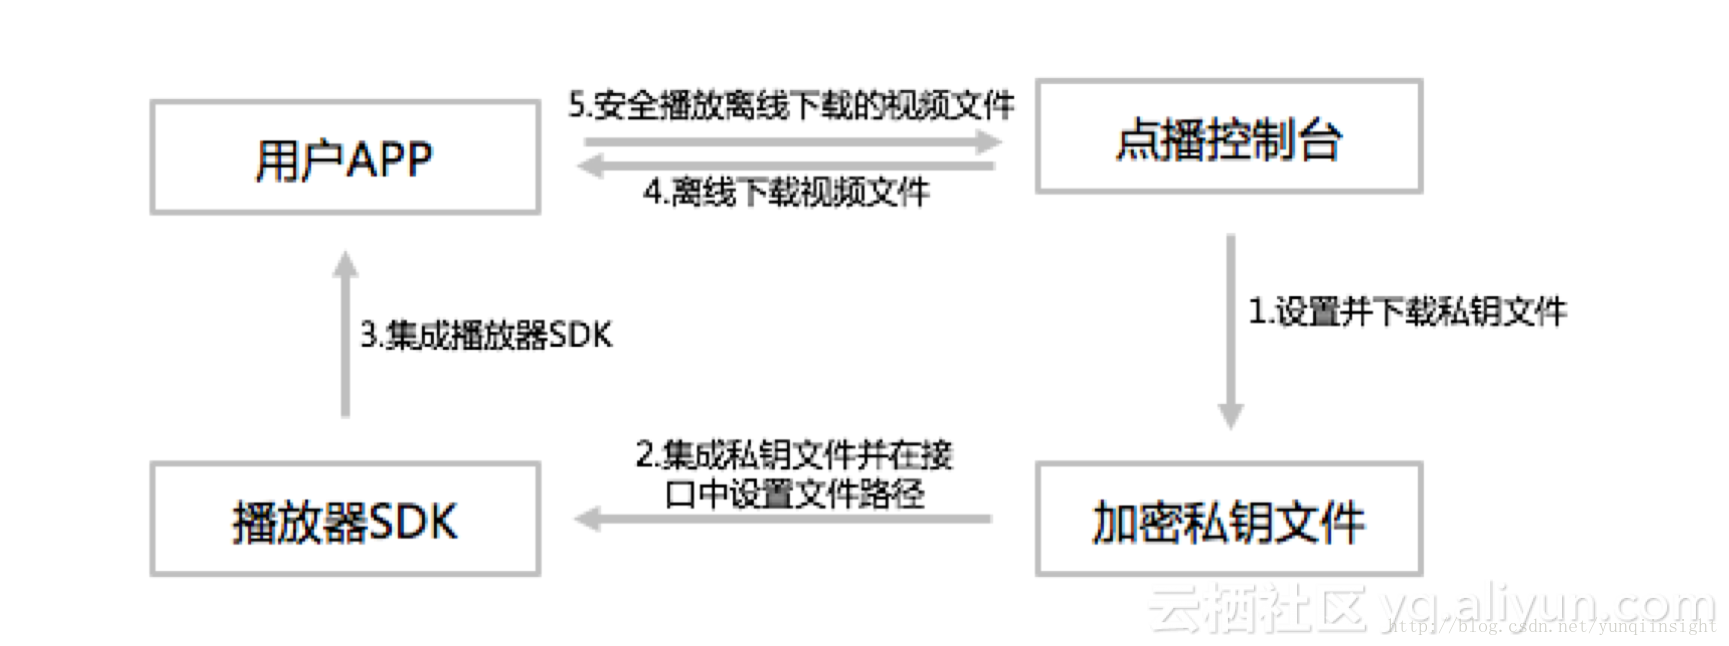 5.安全播放离线下载的视频文件
用户APP
点播控制台
4.离线下载视频文件
1.设置并下载私钥文件
3.集成播放器SDK
2.集成私钥文件并在接
口中设置文件路径
播放器SDK
加密私钥文件
云栖社区 yq.aliyun.com
http://blog.csdn.net/yunqiinsight